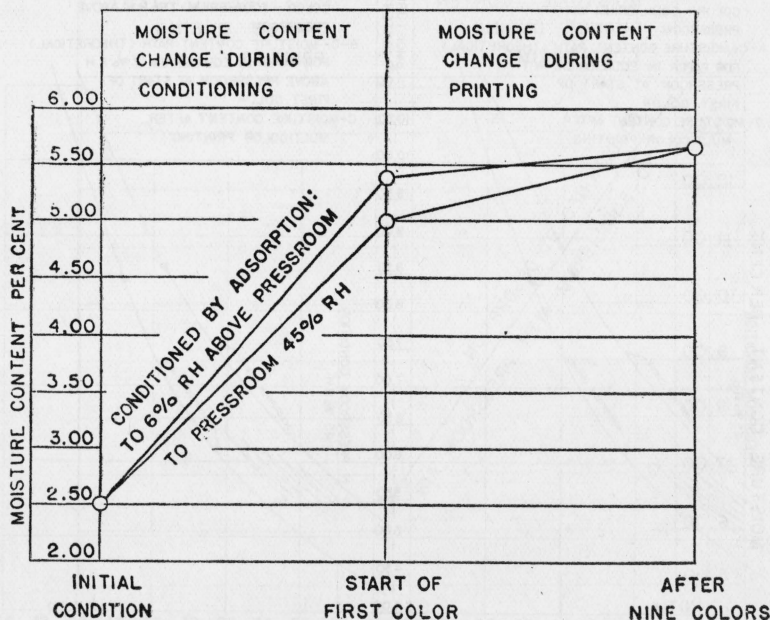 MOISTURE CONTENT
CHANGE DURING
CONDITIONING
MOISTURE CONTENT
CHANGE DURING
PRINTING
MOISTURE CONTENT PER CENT
6.00
5.50
5.00
4.50
4.00
3.50
3.00
2.50
2.00
CONDITIONED BY ADSORPTION:
TO 6% RH ABOVE PRESSROOM
TO PRESSROOM 45% RH
INITIAL
CONDITION
START OF
FIRST COLOR
AFTER
NINE COLORS